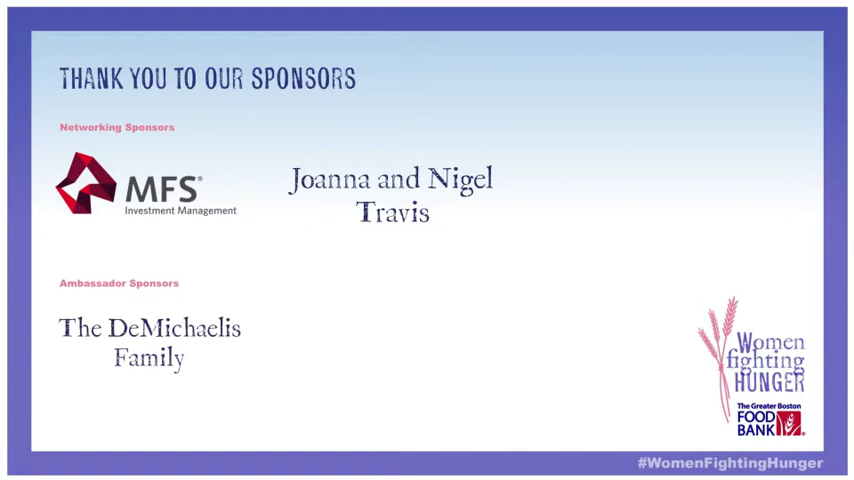 THANK YOU TO OUR SPONSORS
Networking Sponsors
MFS®
Investment Management
Joanna and Nigel
Travis
Ambassador Sponsors
The DeMichaelis
Family
Women
fighting
HUNGER
The Greater Boston
FOOD
BANK
#WomenFightingHunger